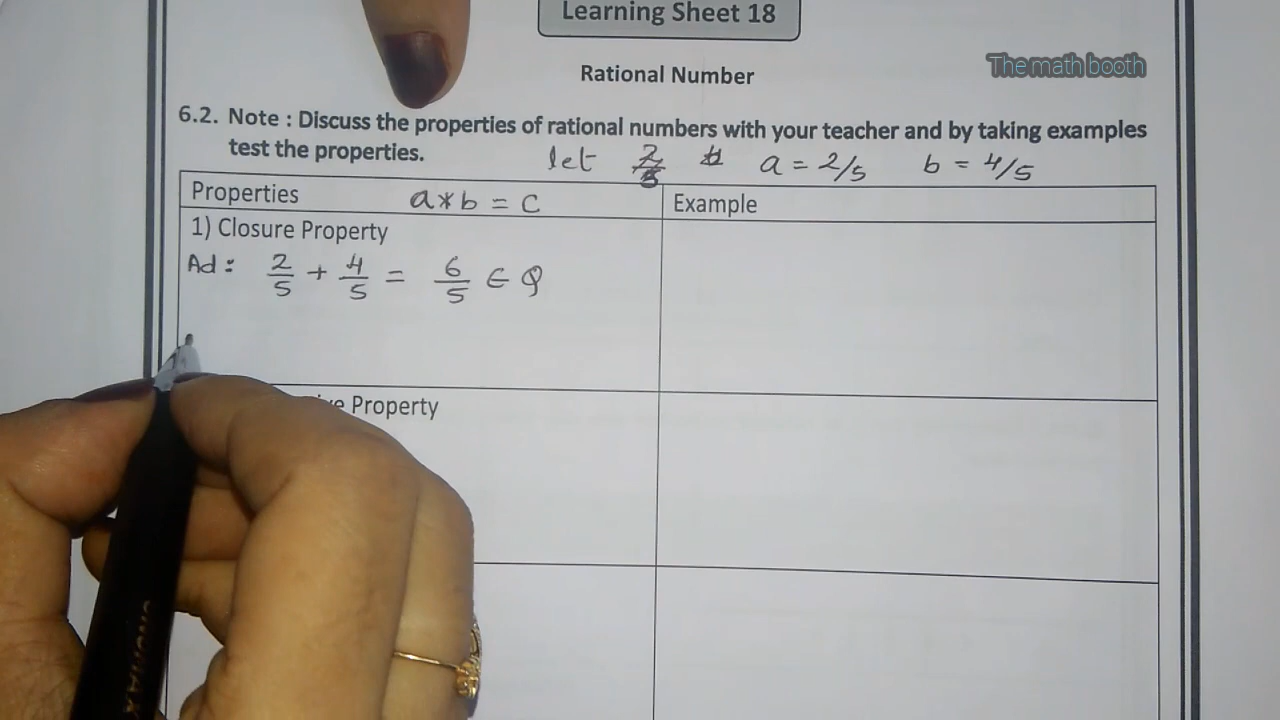 Learning Sheet 18
The math booth
Rational Number
6.2. Note : Discuss the properties of rational numbers with your teacher and by taking examples
test the properties.
let a = 2/5 b = 4/5
Properties a*b = c
Example
1) Closure Property
Ad : 2/5 + 4/5 = 6/5 ∈ Q
Property